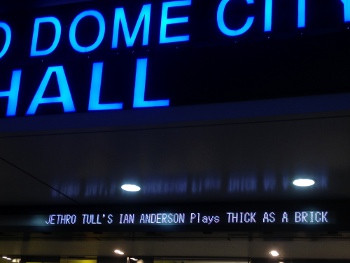 O DOME CITY
HALL
JETHRO TULL'S IAN ANDERSON Plays THICK AS A BRICK